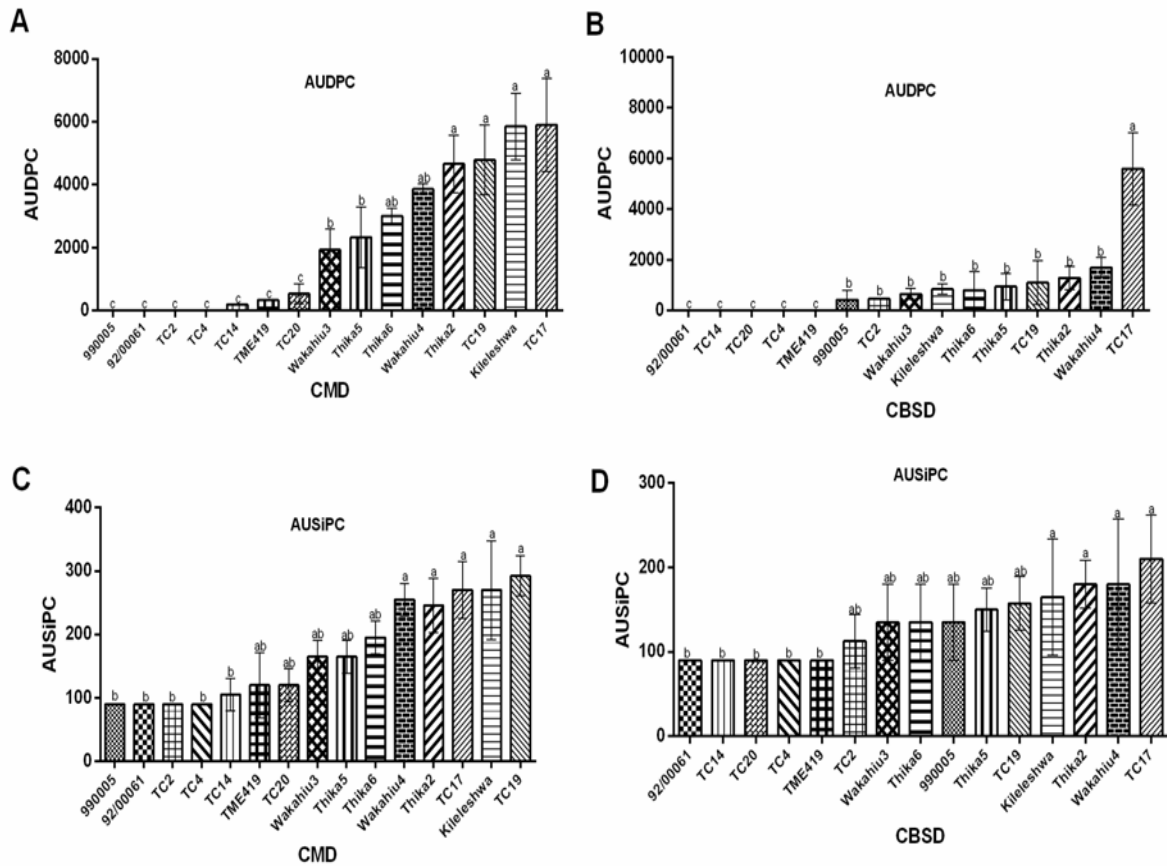 A
AUDPC
8000
6000
4000
2000
0
AUDPC
c c c c c c c b b ab ab a a a a
990005 92/00061 TC2 TC4 TC14 TME419 TC20 Wakahiu3 Thika5 Thika6 Wakahiu4 Thika2 TC19 Kileleshwa TC17
CMD
B
AUDPC
10000
8000
6000
4000
2000
0
AUDPC
c c c c c b b b b b b b b b a
92/00061 TC14 TC20 TC4 TME419 990005 TC2 Wakahiu3 Kileleshwa Thika6 Thika5 TC19 Thika2 Wakahiu4 TC17
CBSD
C
AUSiPC
400
300
200
100
0
AUSiPC
b b b b b ab ab ab ab ab a a a a a
990005 92/00061 TC2 TC4 TC14 TME419 TC20 Wakahiu3 Thika5 Thika6 Wakahiu4 Thika2 TC17 Kileleshwa TC19
CMD
D
AUSiPC
300
200
100
0
AUSiPC
b b b b b ab ab ab ab ab ab a a a a
92/00061 TC14 TC20 TC4 TME419 TC2 Wakahiu3 Thika6 990005 Thika5 TC19 Kileleshwa Thika2 Wakahiu4 TC17
CBSD